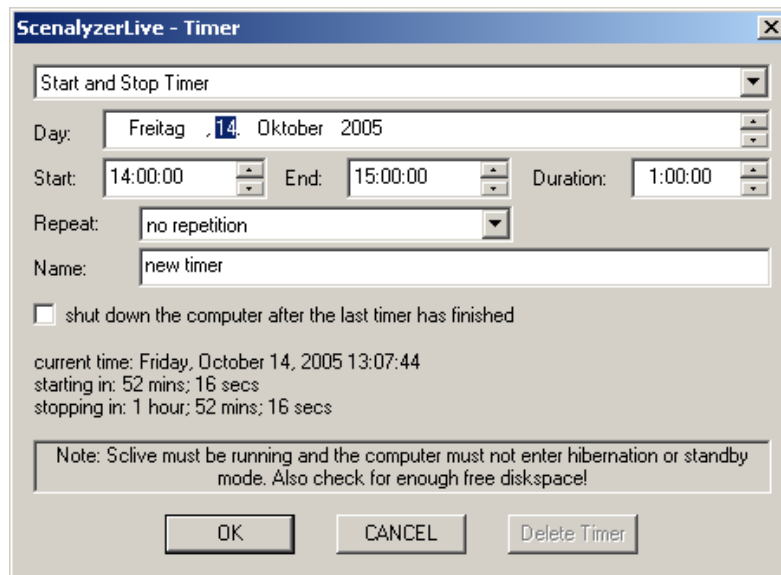 ScenalyzerLive - Timer
Start and Stop Timer
Day: Freitag , 14. Oktober 2005
Start: 14:00:00 End: 15:00:00 Duration: 1:00:00
Repeat: no repetition
Name: new timer
shut down the computer after the last timer has finished
current time: Friday, October 14, 2005 13:07:44
starting in: 52 mins; 16 secs
stopping in: 1 hour; 52 mins; 16 secs
Note: Sclive must be running and the computer must not enter hibernation or standby
mode. Also check for enough free diskspace!
OK CANCEL Delete Timer